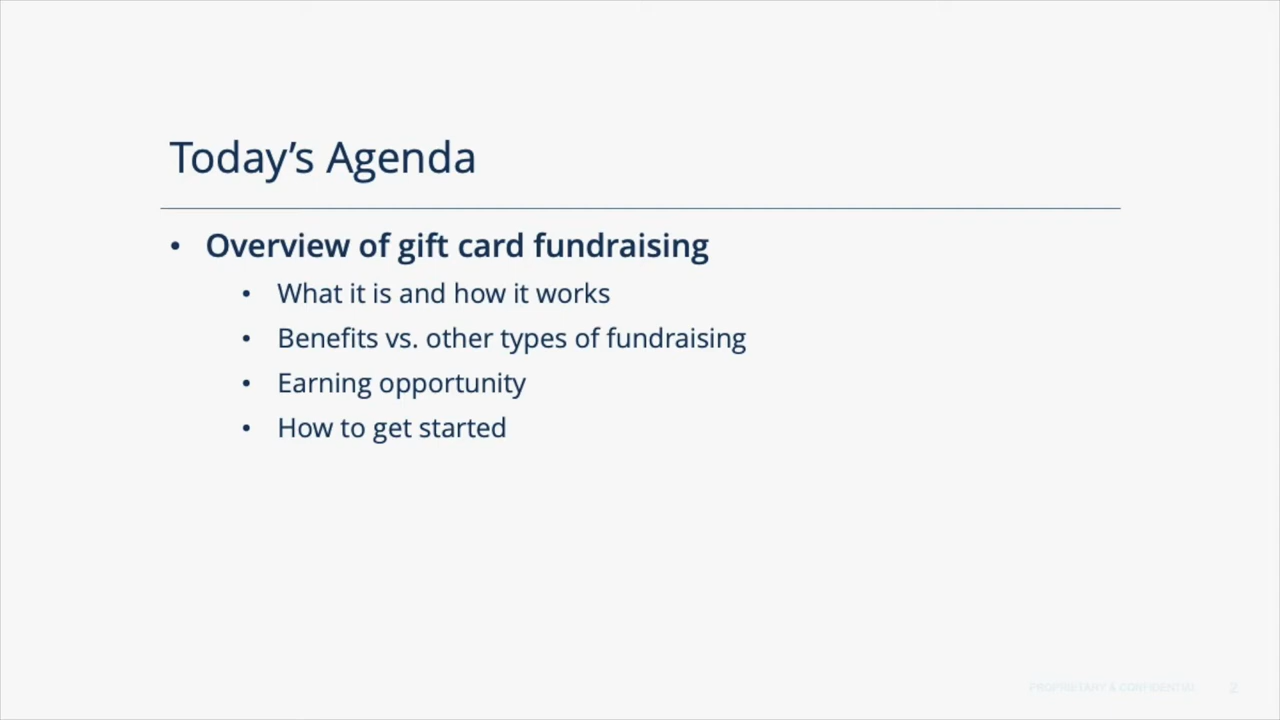 Today’s Agenda
• Overview of gift card fundraising
• What it is and how it works
• Benefits vs. other types of fundraising
• Earning opportunity
• How to get started
PROPRIETARY & CONFIDENTIAL 2